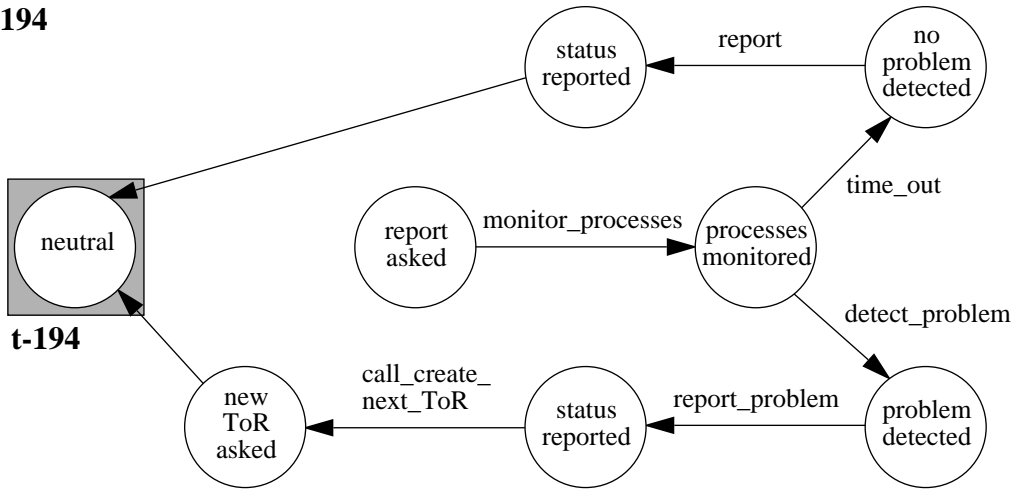 194
status
reported
report
no
problem
detected
time_out
neutral
report
asked
monitor_processes
processes
monitored
t-194
detect_problem
new
ToR
asked
call_create_
next_ToR
status
reported
report_problem
problem
detected